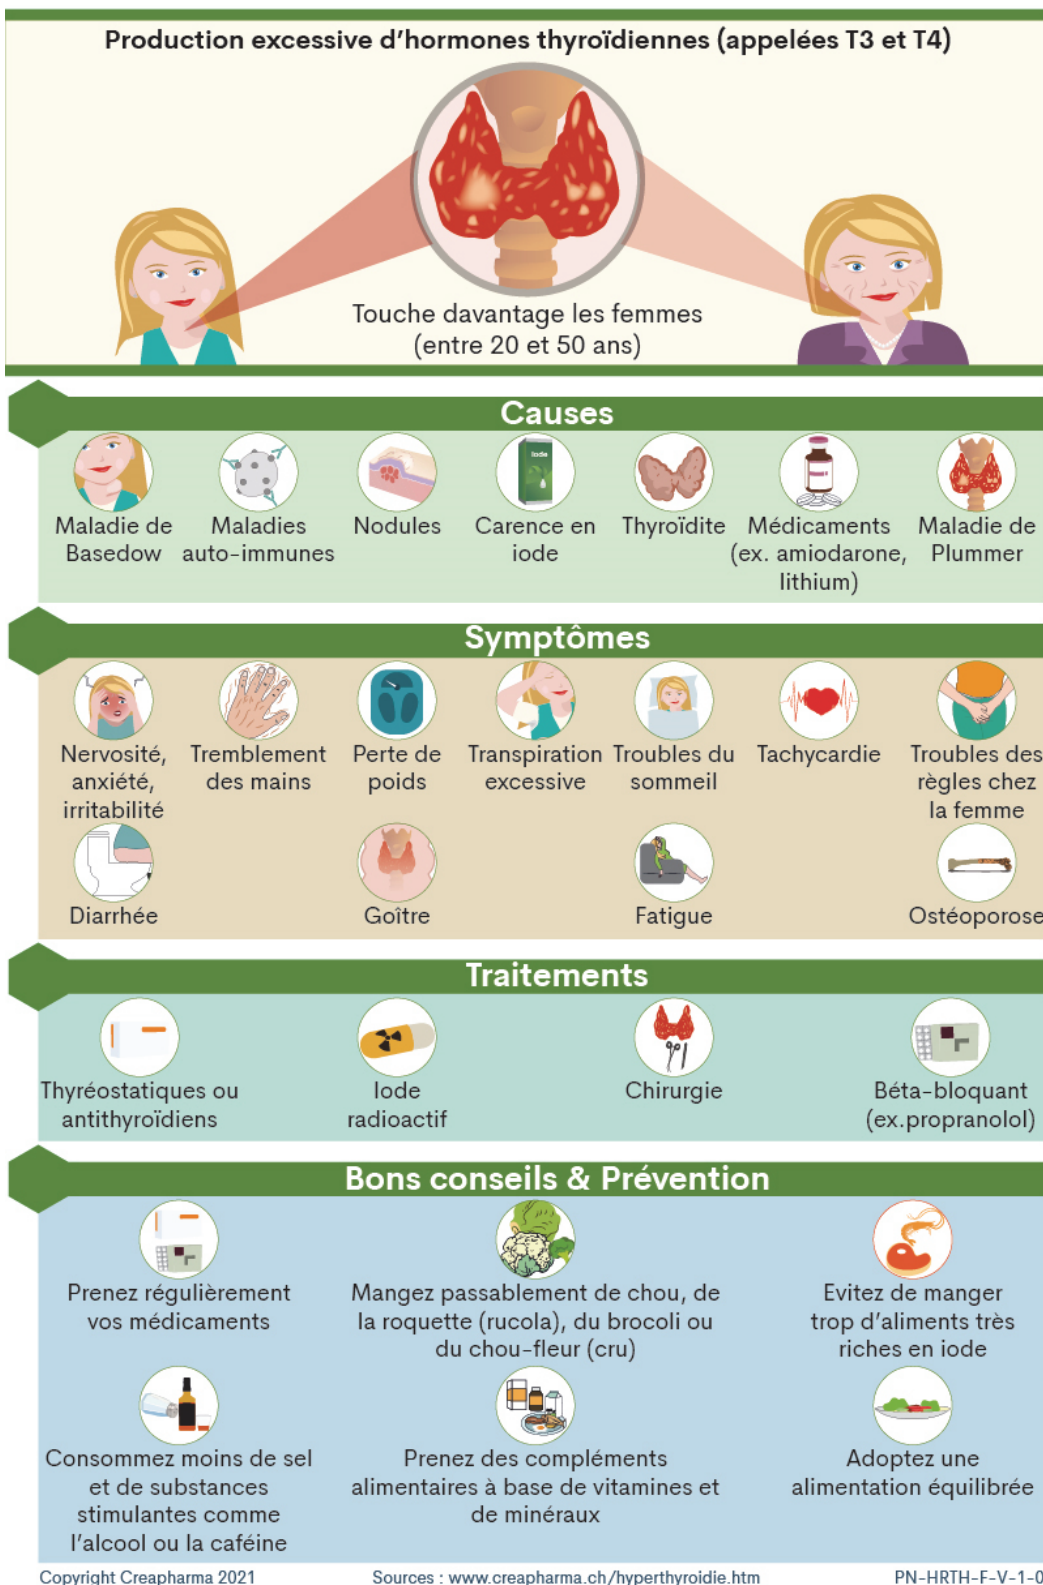 Production excessive d’hormones thyroïdiennes (appelées T3 et T4)
Touche davantage les femmes
(entre 20 et 50 ans)
Causes
Iode
Maladie de
Basedow
Maladies
auto-immunes
Nodules
Carence en
iode
Thyroïdite
Médicaments
(ex. amiodarone,
lithium)
Maladie de
Plummer
Symptômes
Nervosité,
anxiété,
irritabilité
Tremblement
des mains
Perte de
poids
Transpiration
excessive
Troubles du
sommeil
Tachycardie
Troubles des
règles chez
la femme
Diarrhée
Goître
Fatigue
Ostéoporose
Traitements
Thyréostatiques ou
antithyroïdiens
Iode
radioactif
Chirurgie
Béta-bloquant
(ex.propranolol)
Bons conseils & Prévention
Prenez régulièrement
vos médicaments
Mangez passablement de chou, de
la roquette (rucola), du brocoli ou
du chou-fleur (cru)
Evitez de manger
trop d’aliments très
riches en iode
Consommez moins de sel
et de substances
stimulantes comme
l’alcool ou la caféine
Prenez des compléments
alimentaires à base de vitamines et
de minéraux
Adoptez une
alimentation équilibrée
Copyright Creapharma 2021
Sources : www.creapharma.ch/hyperthyroidie.htm
PN-HRTH-F-V-1-0